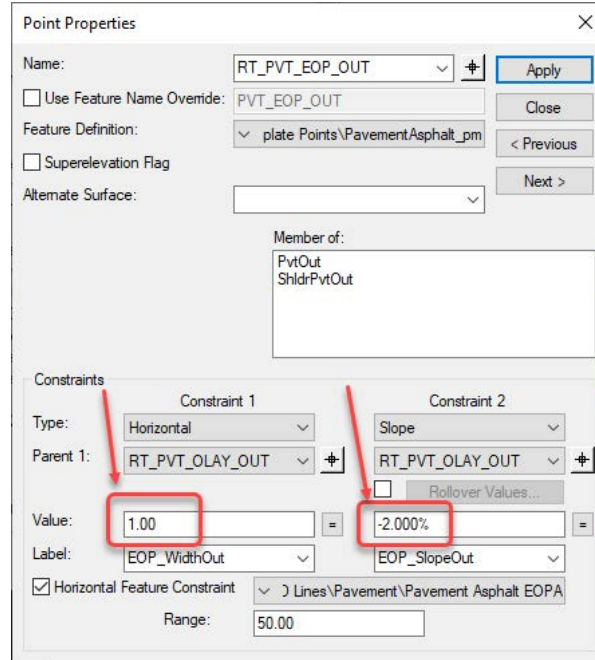 Point Properties
Name: RT_PVT_EOP_OUT Apply
Use Feature Name Override: PVT_EOP_OUT Close
Feature Definition: plate Points\PavementAsphalt_pm < Previous
Superelevation Flag
Next >
Alternate Surface:
Member of:
PvtOut
ShldrPvtOut
Constraints
Constraint 1 Constraint 2
Type: Horizontal Slope
Parent 1: RT_PVT_OLAY_OUT RT_PVT_OLAY_OUT
Rollover Values...
Value: 1.00 = -2.000% =
Label: EOP_WidthOut EOP_SlopeOut
Horizontal Feature Constraint Lines\Pavement\Pavement Asphalt EOPA
Range: 50.00